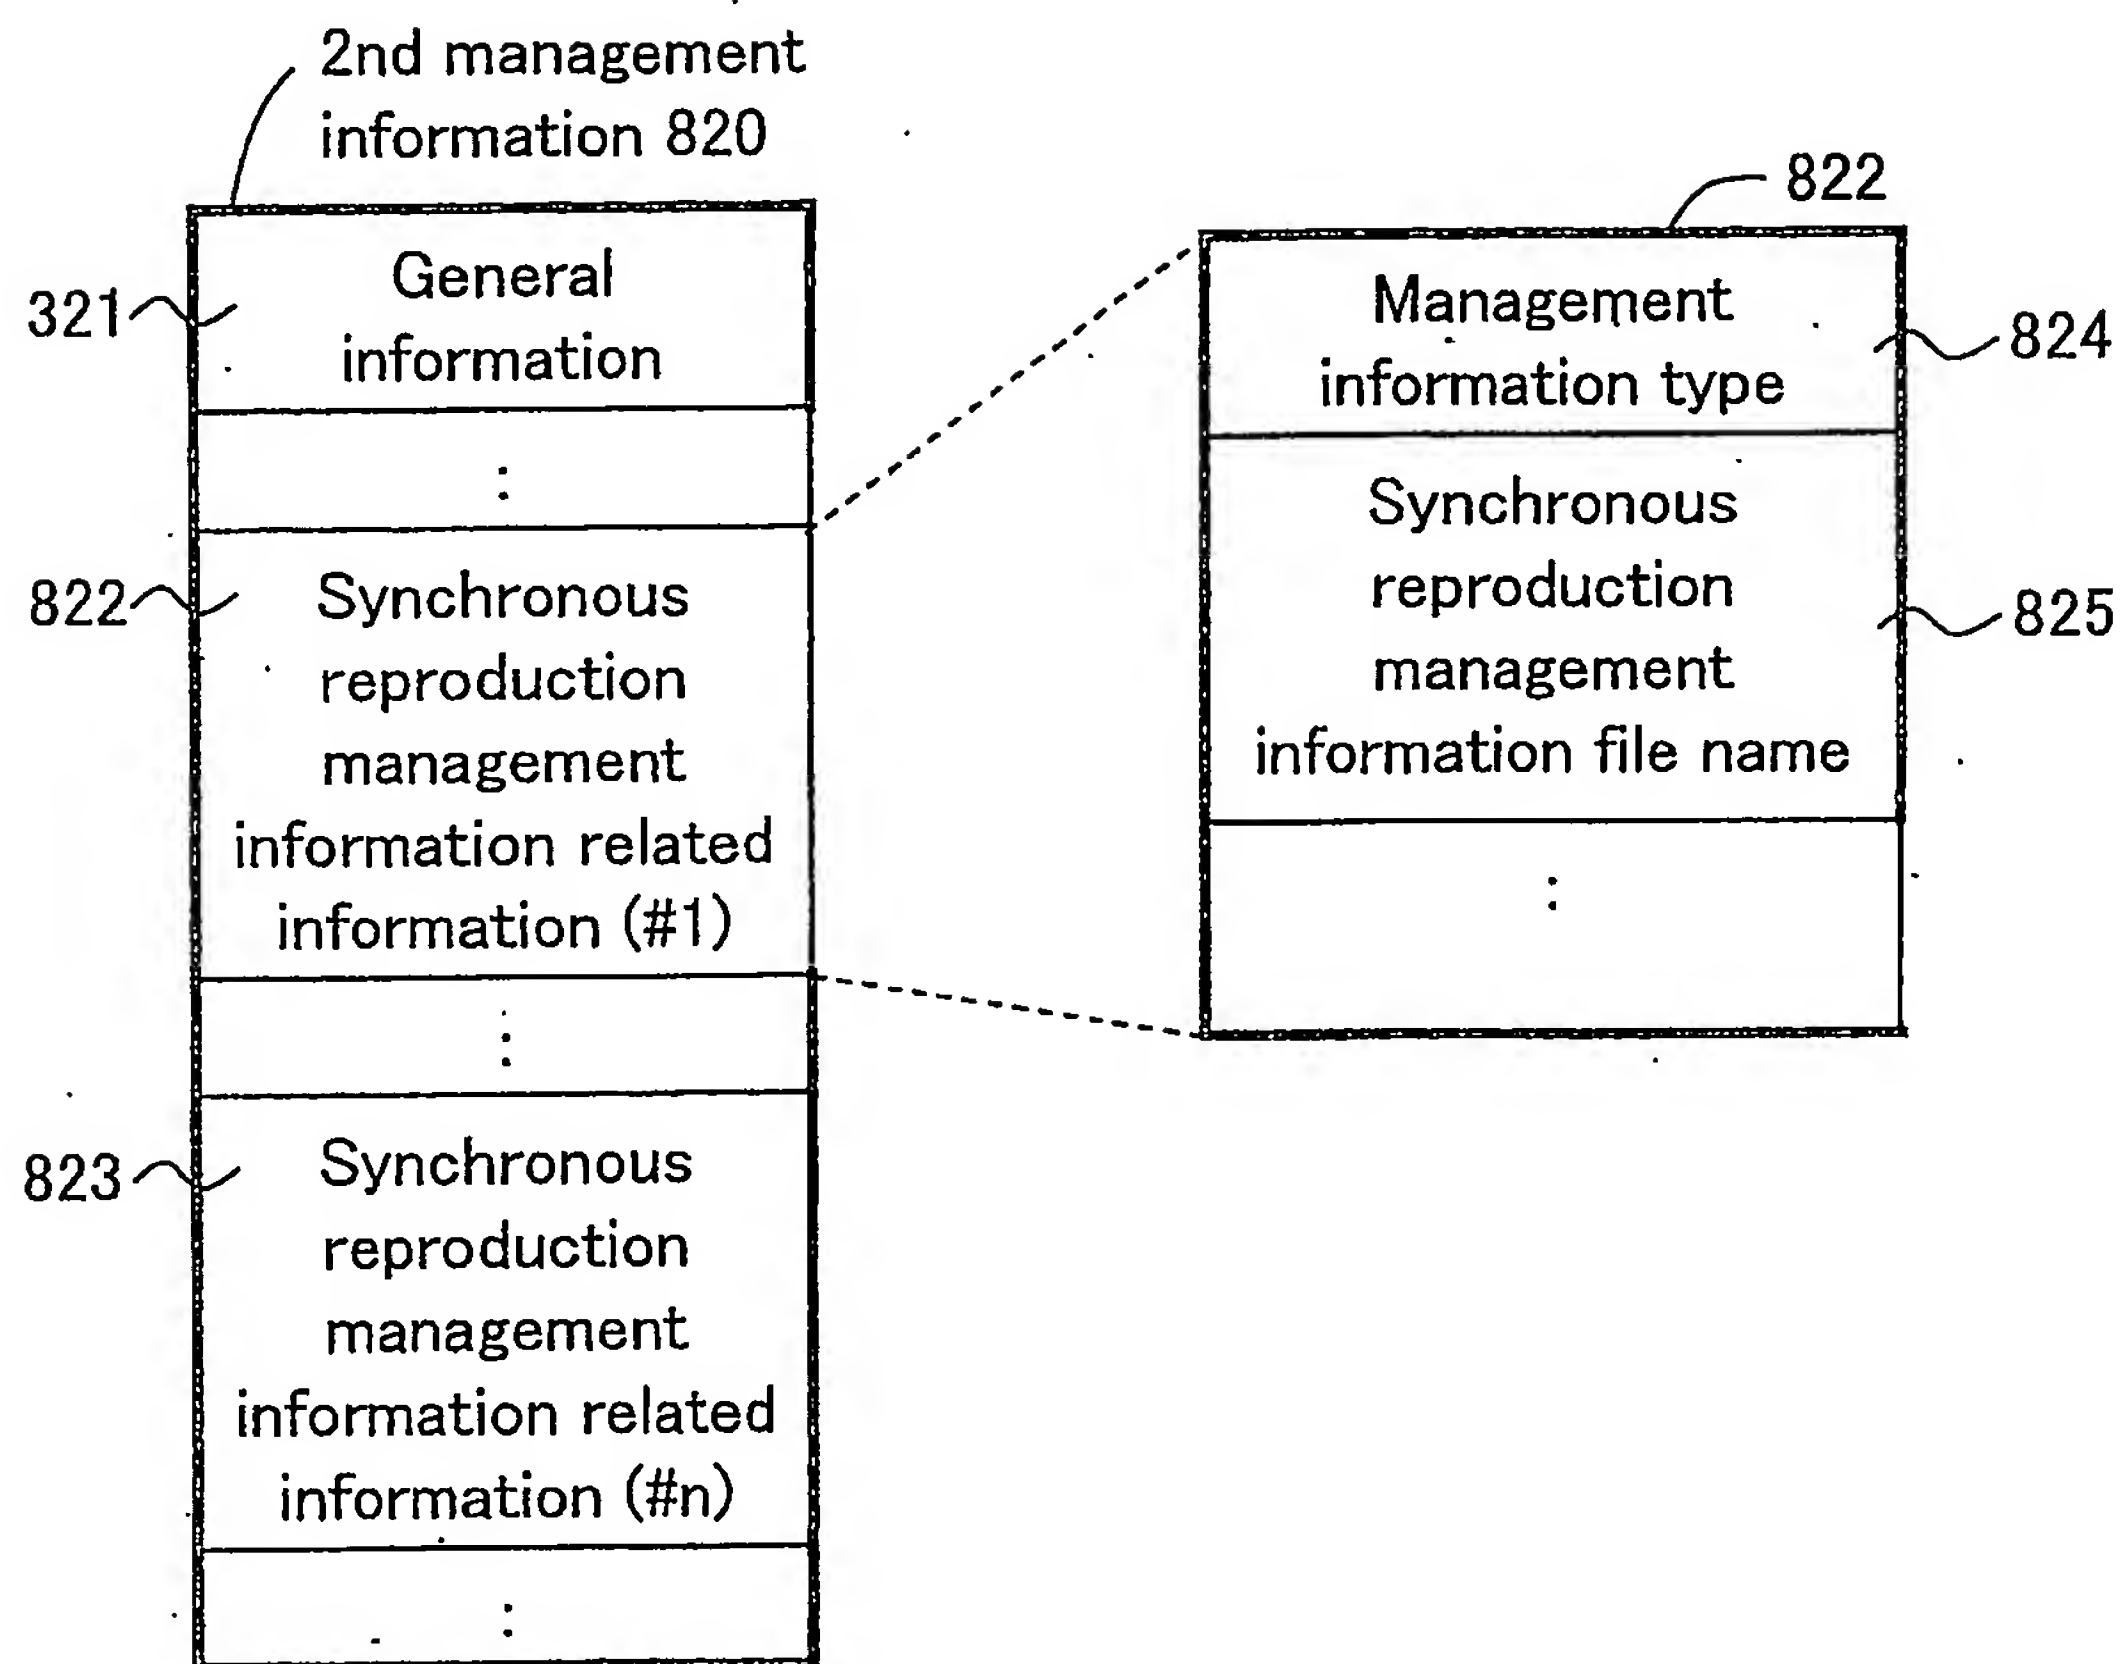 2nd management
information 820
321
General
information
:
822
Synchronous
reproduction
management
information related
information (#1)
:
823
Synchronous
reproduction
management
information related
information (#n)
:
822
Management
information type
824
Synchronous
reproduction
management
information file name
825
: